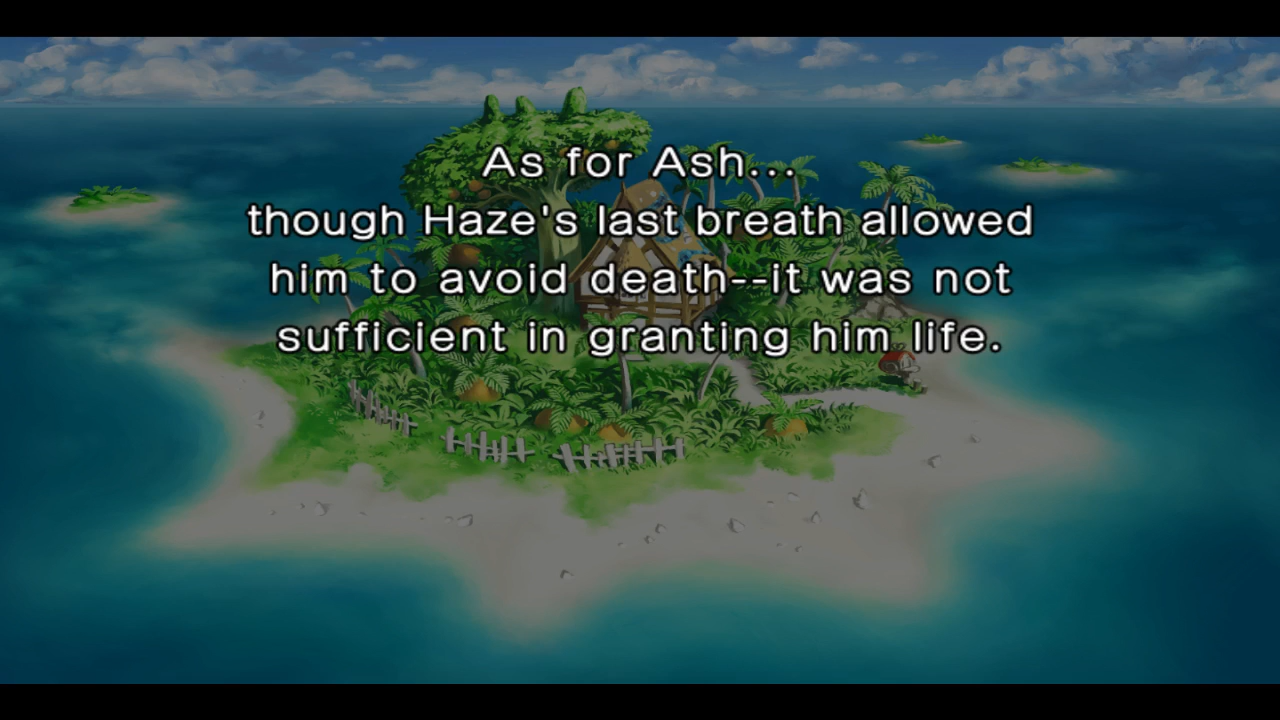 As for Ash...
though Haze's last breath allowed
him to avoid death--it was not
sufficient in granting him life.